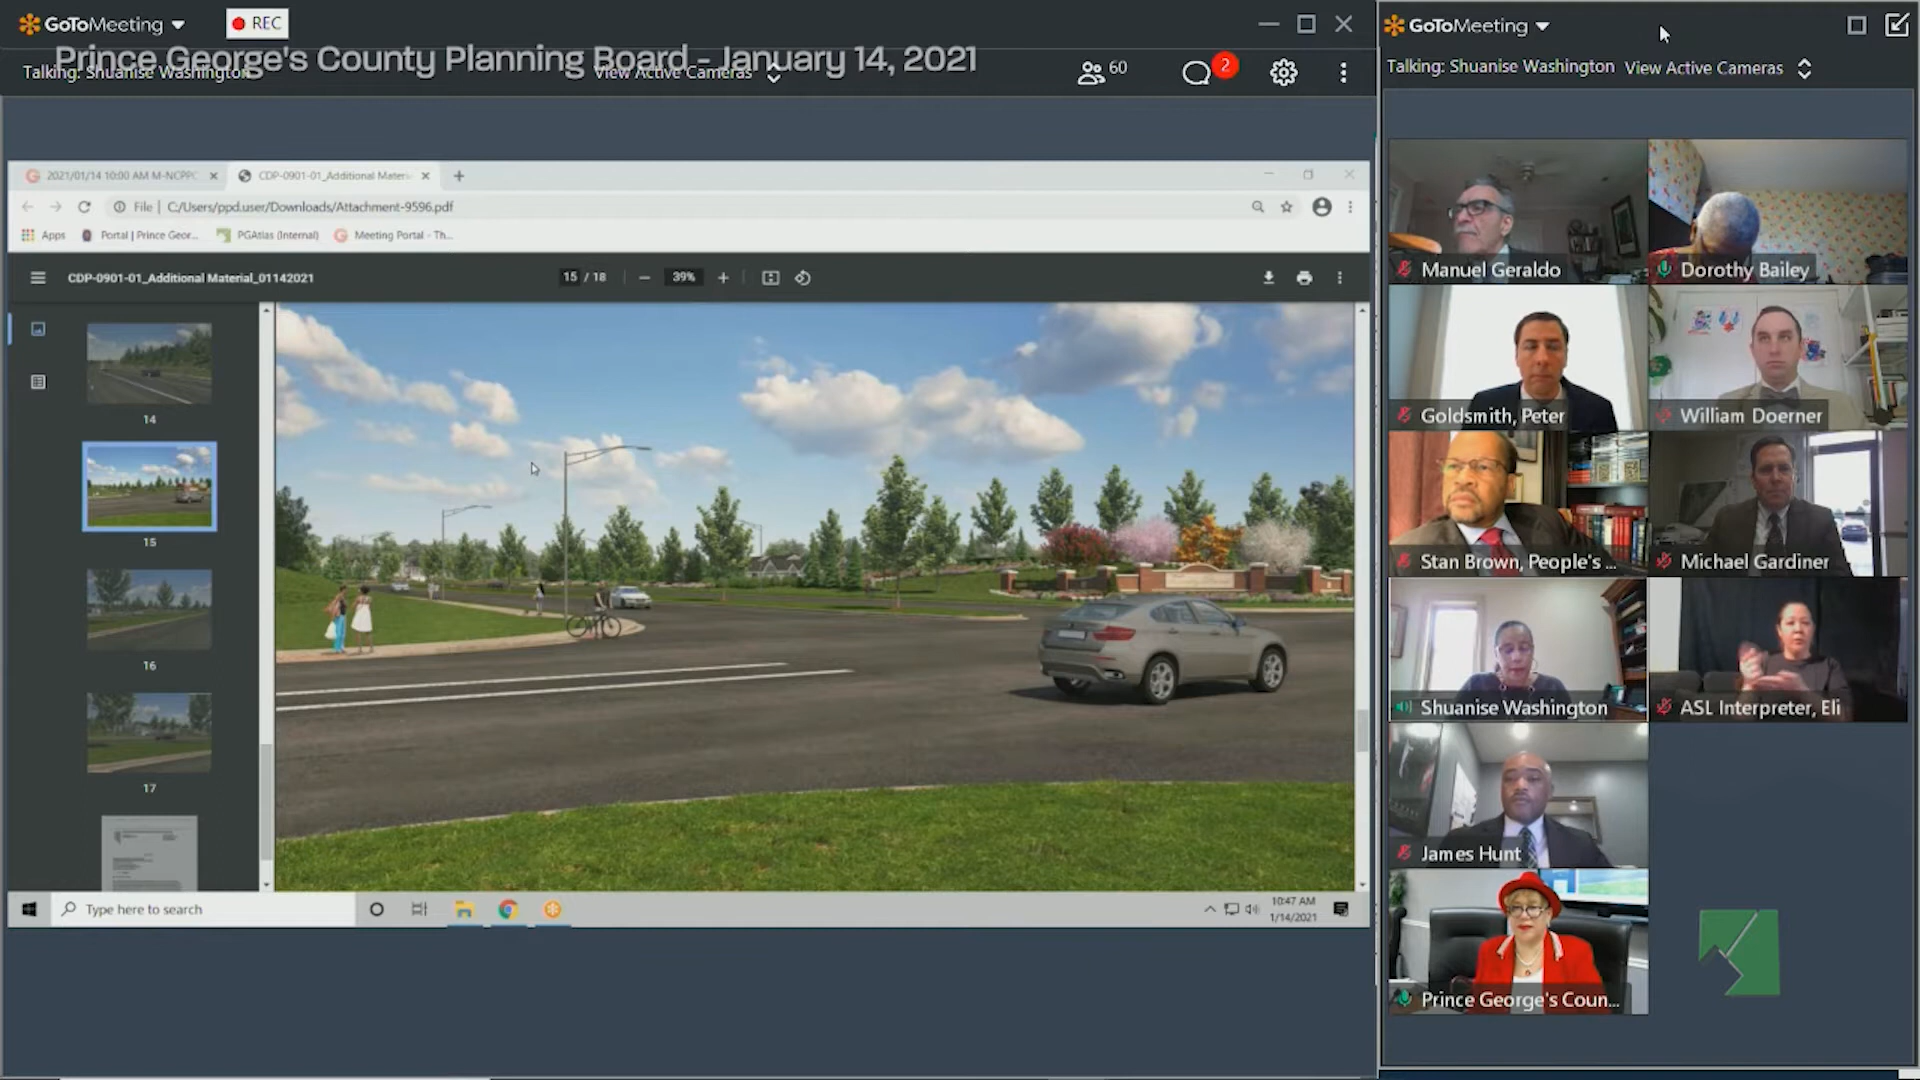 GoToMeeting
REC
Prince George's County Planning Board - January 14, 2021
Talking: Shuanise Washington
View Active Cameras
60
2
GoToMeeting
Talking: Shuanise Washington
View Active Cameras
2021/01/14 10:00 AM M-NCPPC
CDP-0901-01_Additional Materi
File | C:/Users/ppd.user/Downloads/Attachment-9596.pdf
Apps
Portal | Prince Geor...
PGAtlas (Internal)
Meeting Portal - Th...
CDP-0901-01_Additional Material_01142021
15 / 18
39%
14
15
16
17
Type here to search
10:47 AM
1/14/2021
Manuel Geraldo
Dorothy Bailey
Goldsmith, Peter
William Doerner
Stan Brown, People's ...
Michael Gardiner
Shuanise Washington
ASL Interpreter, Eli
James Hunt
Prince George's Coun...